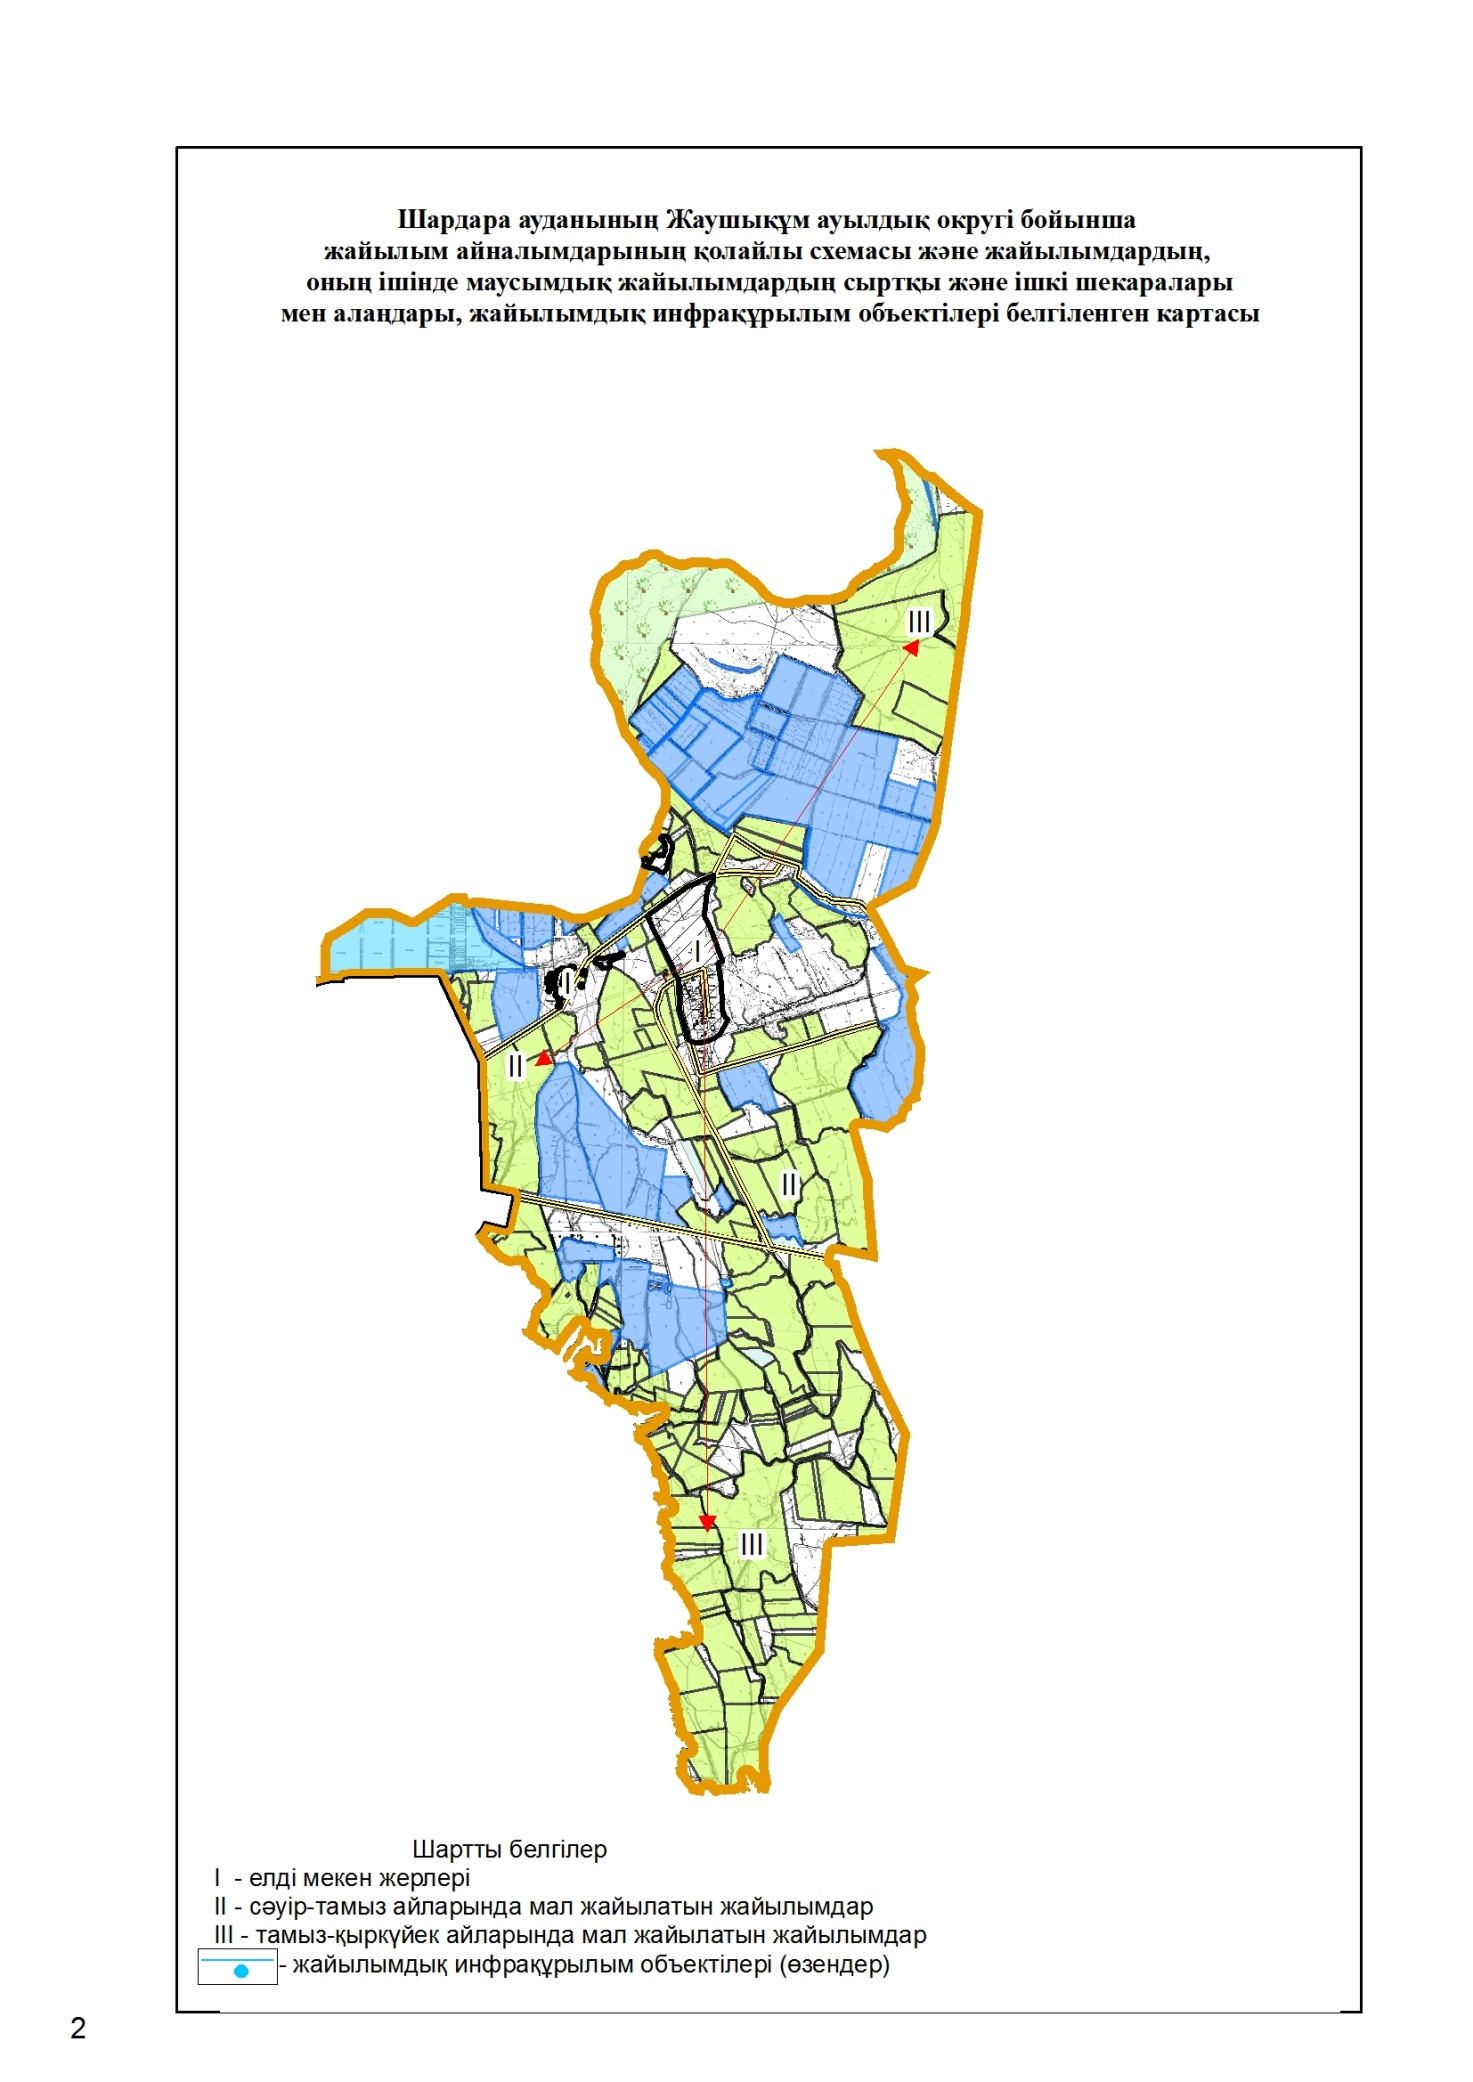 Шардара ауданының Жаушықұм ауылдық округі бойынша
жайылым айналымдарының қолайлы схемасы және жайылымдардың,
оның ішінде маусымдық жайылымдардың сыртқы және ішкі шекаралары
мен алаңдары, жайылымдық инфрақұрылым объектілері белгіленген картасы
III
I
I
II
II
III
Шартты белгілер
I - елді мекен жерлері
II - сәуір-тамыз айларында мал жайылатын жайылымдар
III - тамыз-қыркүйек айларында мал жайылатын жайылымдар
- жайылымдық инфрақұрылым объектілері (өзендер)
2